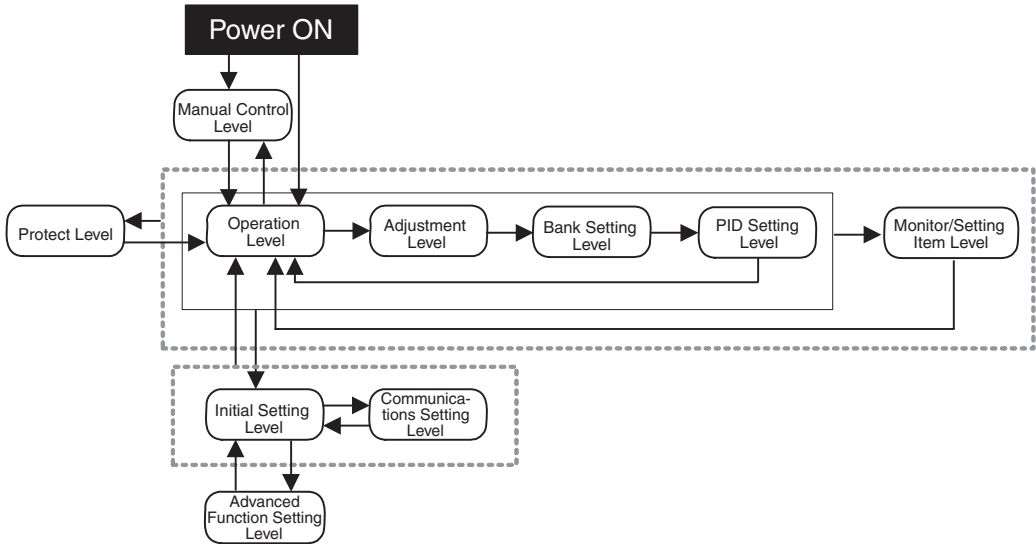 Power ON
Manual Control
Level
Protect Level
Operation
Level
Adjustment
Level
Bank Setting
Level
PID Setting
Level
Monitor/Setting
Item Level
Initial Setting
Level
Communica-
tions Setting
Level
Advanced
Function Setting
Level